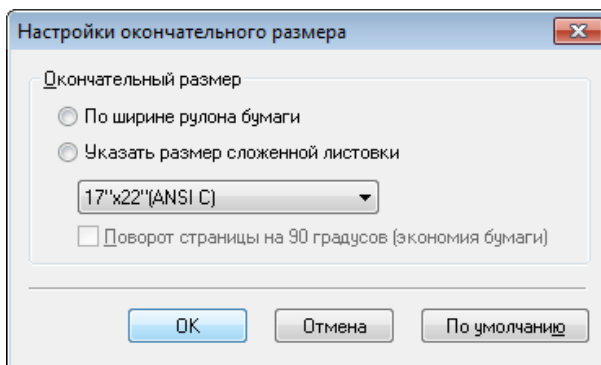 Настройки окончательного размера
Окончательный размер
По ширине рулона бумаги
Указать размер сложенной листовки
17"x22"(ANSI C)
Поворот страницы на 90 градусов (экономия бумаги)
OK Отмена По умолчанию